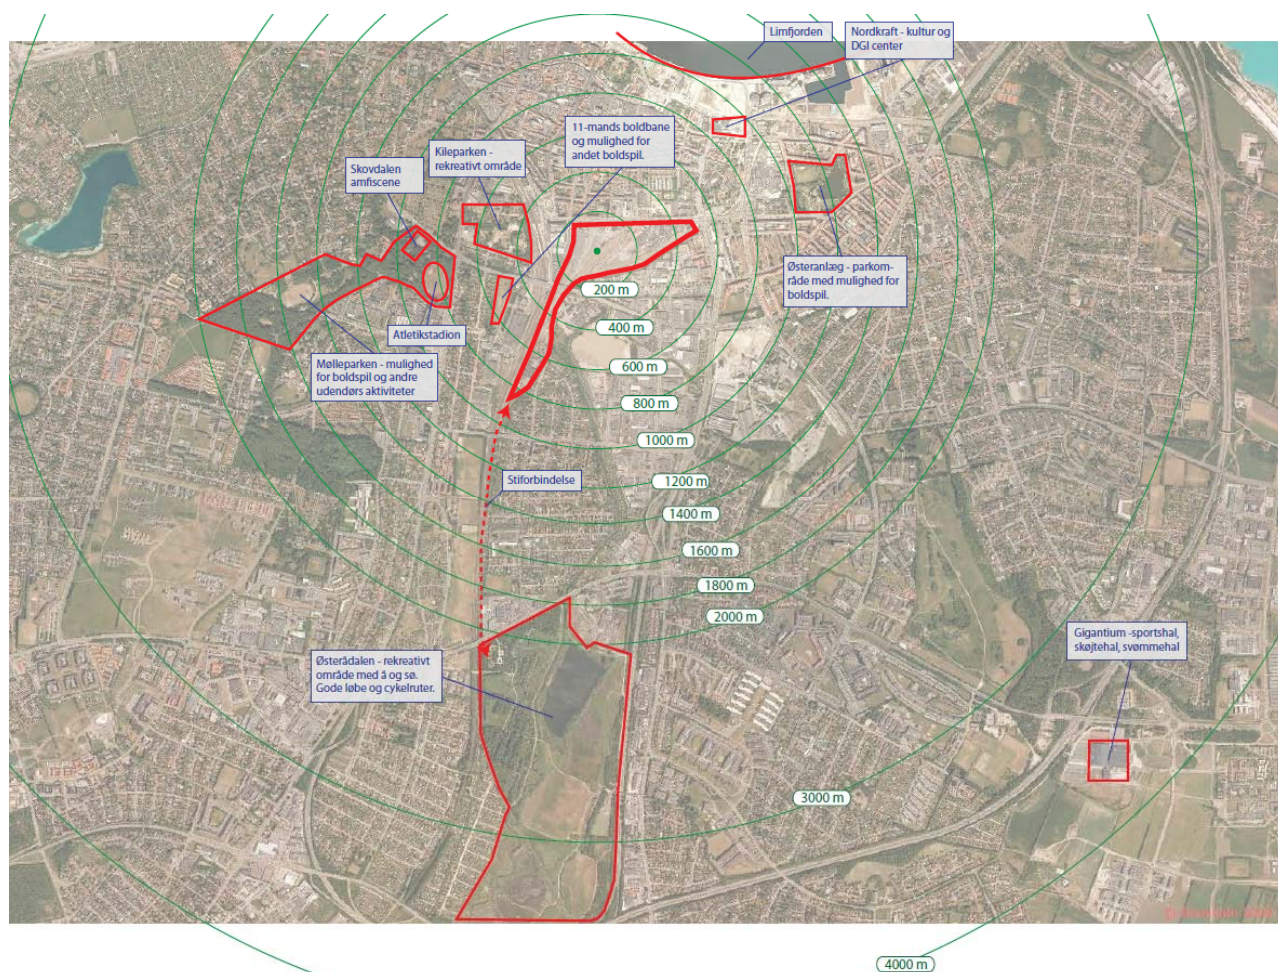 Limfjorden
Nordkraft - kultur og
DGI center
11-mands boldbane
og mulighed for
andet boldspil.
Kileparken -
rekreativt område
Skovdalen
amfiscene
Østeranlæg - parkom-
råde med mulighed for
boldspil.
200 m
400 m
Atletikstadion
Mølleparken - mulighed
for boldspil og andre
udendørs aktiviteter
600 m
800 m
1000 m
Stiforbindelse
1200 m
1400 m
1600 m
1800 m
2000 m
Gigantium -sportshal,
skøjtehal, svømmehal
Østerådalen - rekreativt
område med å og sø.
Gode løbe og cykelruter.
3000 m
4000 m